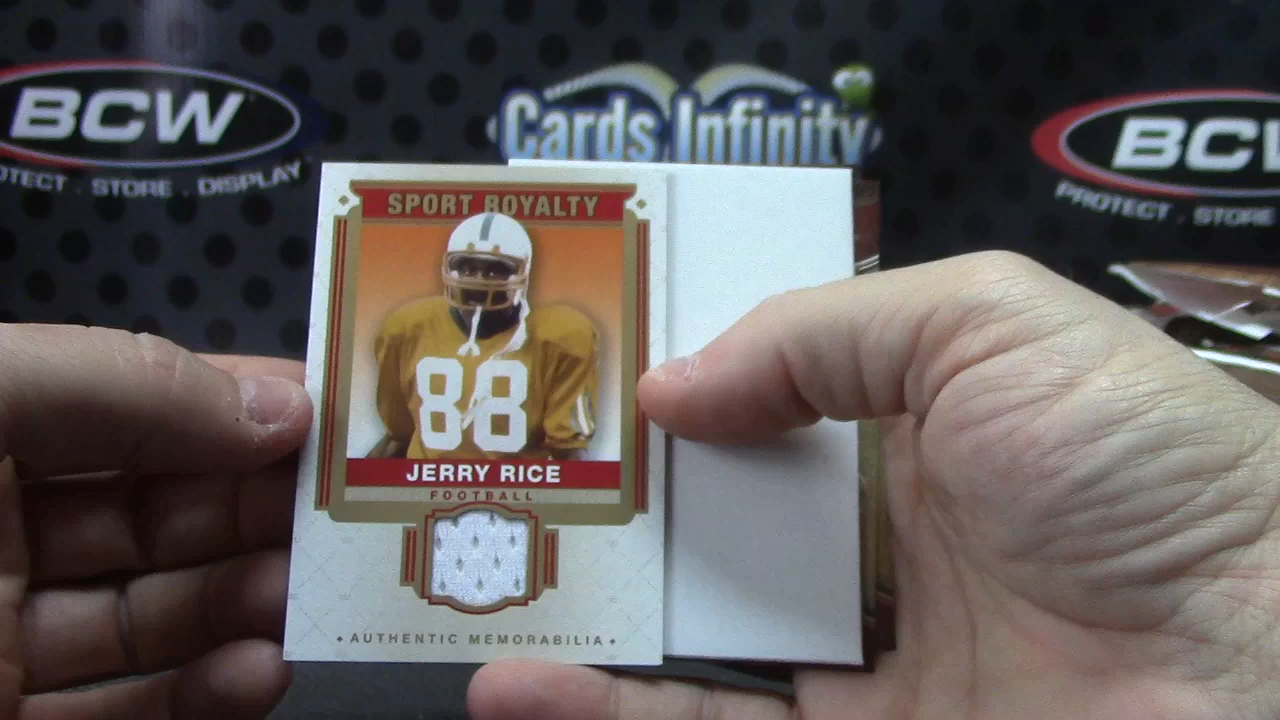 BCW
PROTECT . STORE . DISPLAY
Cards Infinity
BCW
PROTECT . STORE
SPORT ROYALTY
88
JERRY RICE
FOOTBALL
• AUTHENTIC MEMORABILIA •